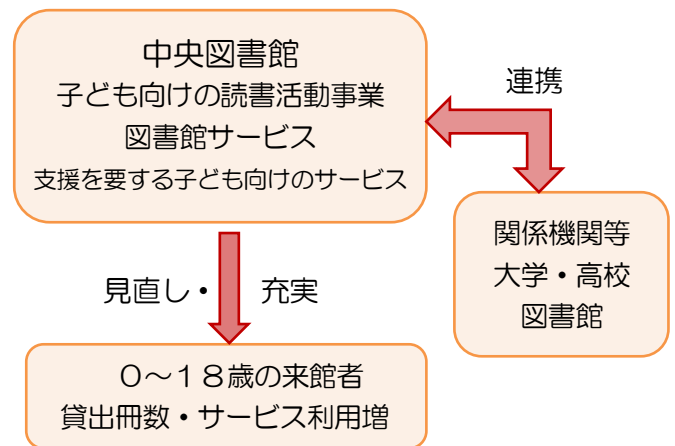 中央図書館
子ども向けの読書活動事業
図書館サービス
支援を要する子ども向けのサービス
連携
関係機関等
大学・高校
図書館
見直し・ 充実
０～１８歳の来館者
貸出冊数・サービス利用増